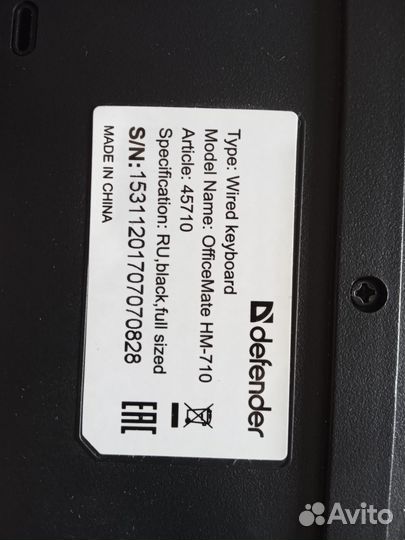 defender
Type: Wired keyboard
Model Name: OfficeMate HM-710
Article: 45710
Specification: RU,black,full sized
S/N:153112017070828
MADE IN CHINA
EAC
Avito